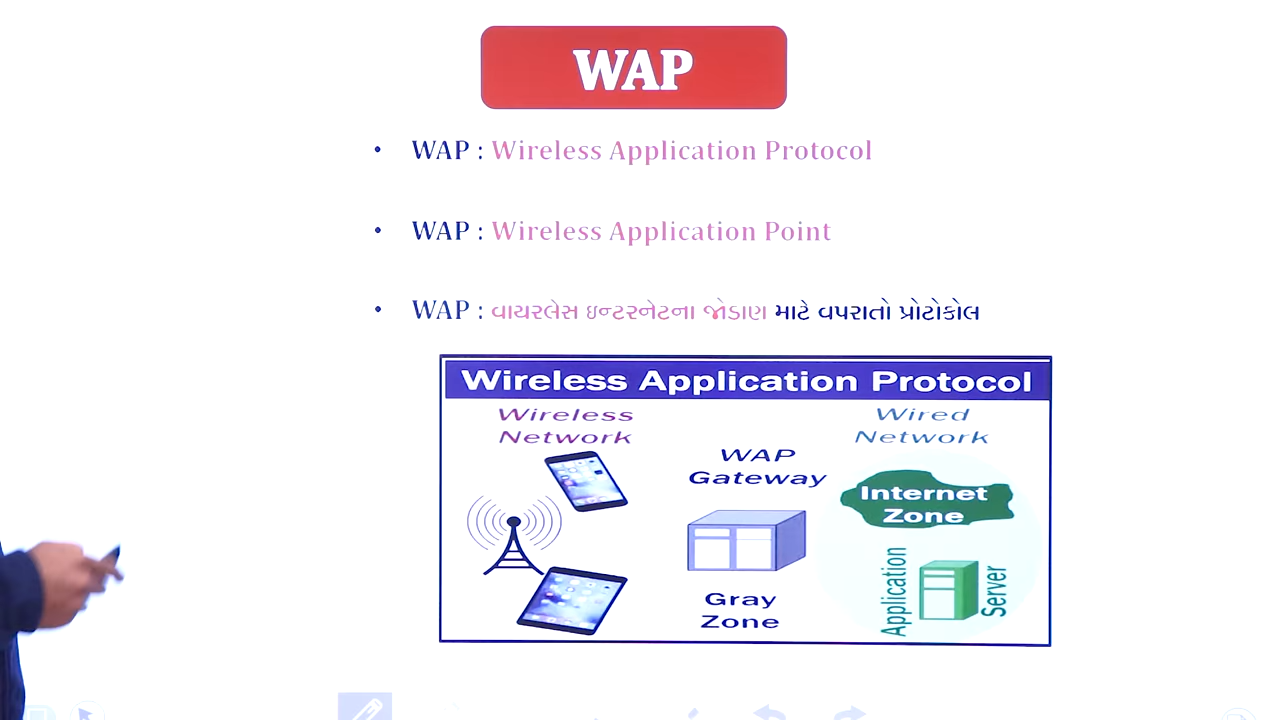 WAP
• WAP : Wireless Application Protocol
• WAP : Wireless Application Point
• WAP : વાયરલેસ ઇન્ટરનેટના જોડાણ માટે વપરાતો પ્રોટોકોલ
Wireless Application Protocol
Wireless
Network
WAP
Gateway
Gray
Zone
Wired
Network
Internet
Zone
Application
Server